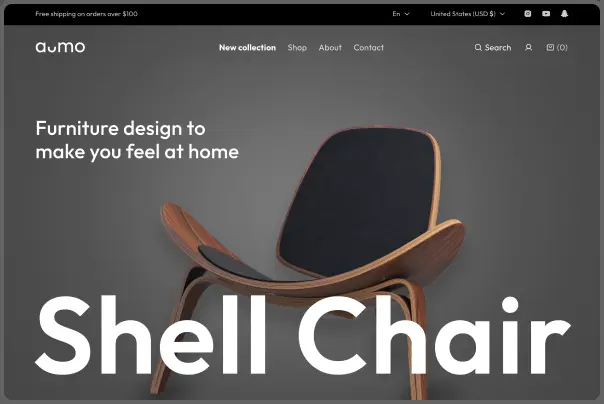 Free shipping on orders over $100
En
United States (USD $)
aumo
New collection
Shop
About
Contact
Search
(0)
Furniture design to
make you feel at home
Shell Chair